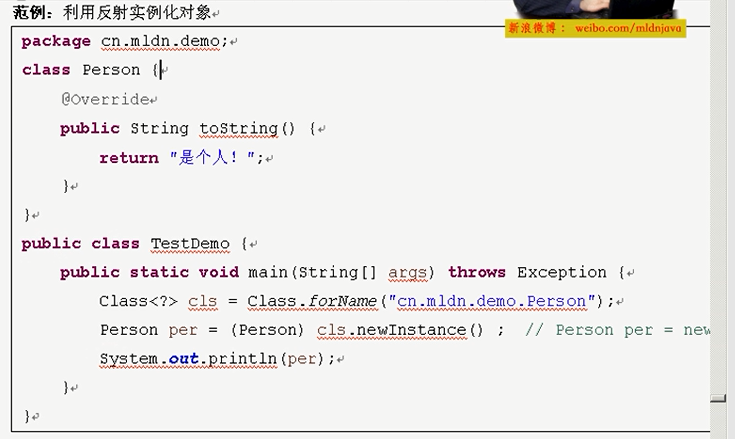 范例：利用反射实例化对象
新浪微博： weibo.com/mldnjava
package cn.mldn.demo;
class Person {
@Override
public String toString() {
return "是个人！";
}
}
public class TestDemo {
public static void main(String[] args) throws Exception {
Class<?> cls = Class.forName("cn.mldn.demo.Person");
Person per = (Person) cls.newInstance() ; // Person per = new
System.out.println(per);
}
}